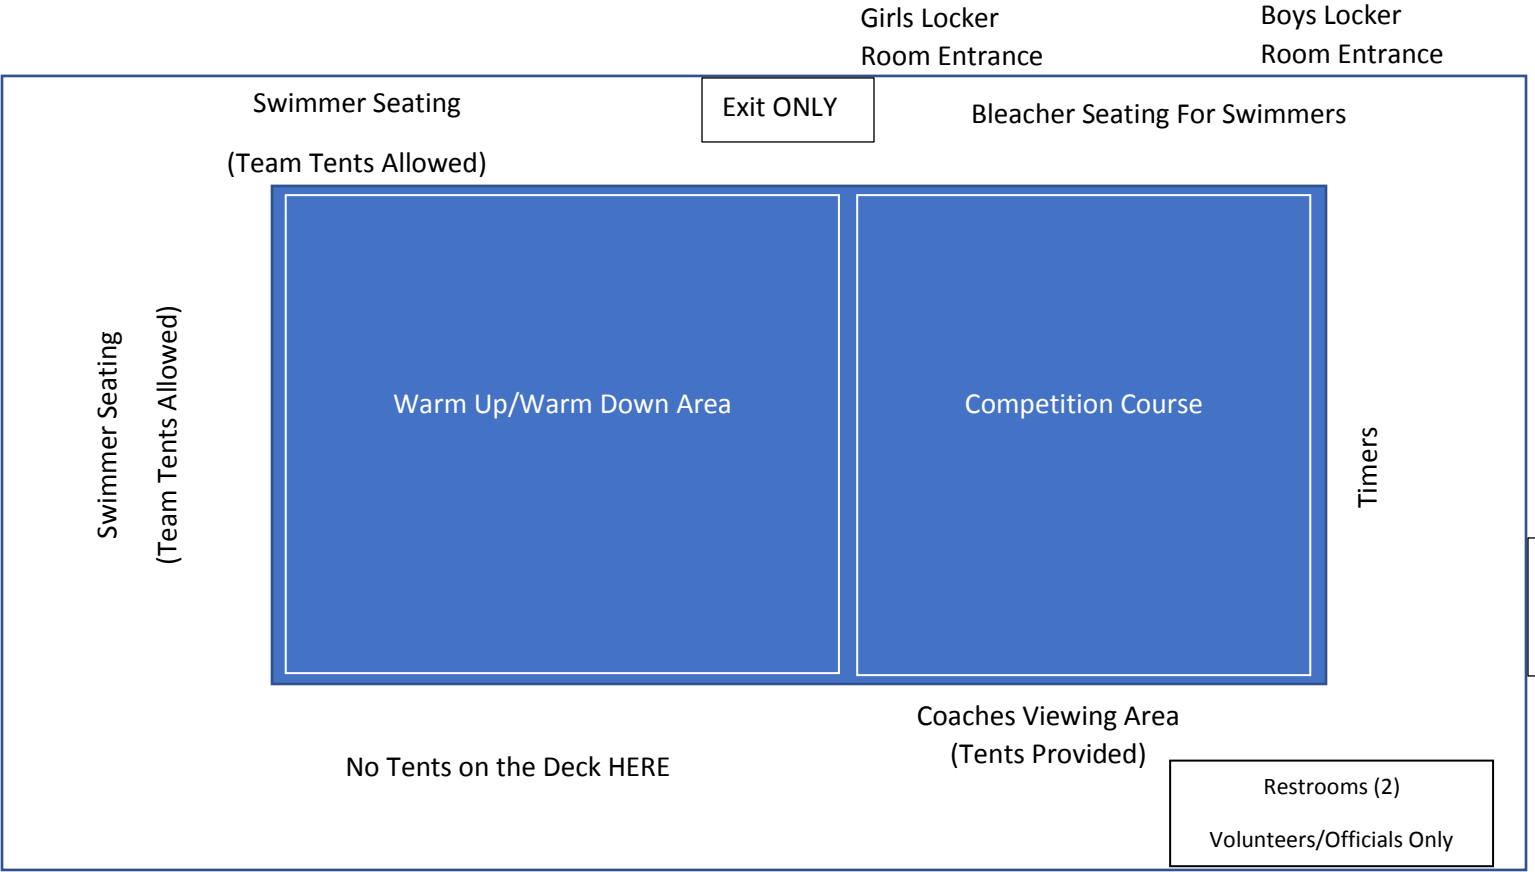 Girls Locker
Room Entrance
Boys Locker
Room Entrance
Swimmer Seating
(Team Tents Allowed)
Exit ONLY
Bleacher Seating For Swimmers
Swimmer Seating
(Team Tents Allowed)
Warm Up/Warm Down Area
Competition Course
Timers
Coaches Viewing Area
(Tents Provided)
No Tents on the Deck HERE
Restrooms (2)
Volunteers/Officials Only